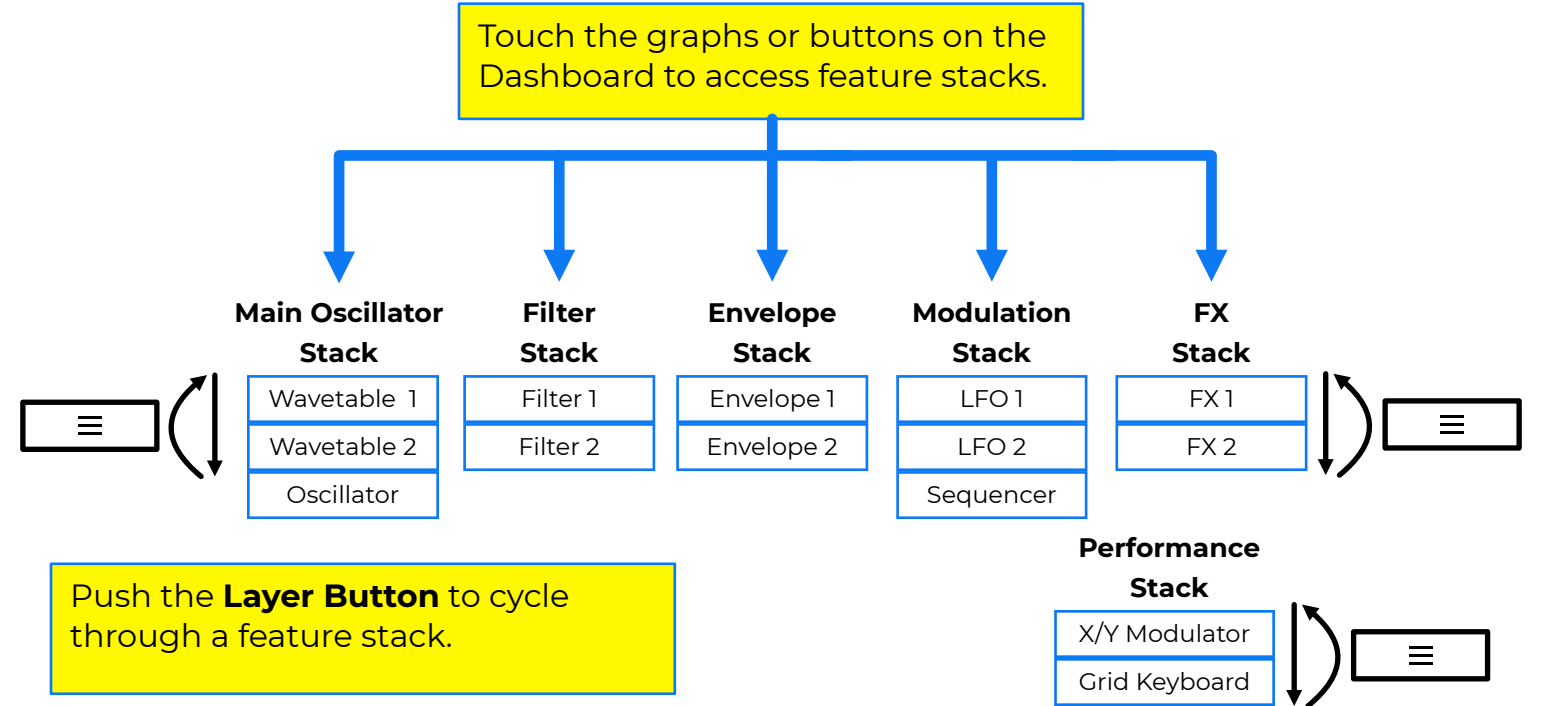 Touch the graphs or buttons on the
Dashboard to access feature stacks.
Main Oscillator
Stack
Wavetable 1
Wavetable 2
Oscillator
Filter
Stack
Filter 1
Filter 2
Envelope
Stack
Envelope 1
Envelope 2
Modulation
Stack
LFO 1
LFO 2
Sequencer
FX
Stack
FX 1
FX 2
Push the Layer Button to cycle
through a feature stack.
Performance
Stack
X/Y Modulator
Grid Keyboard